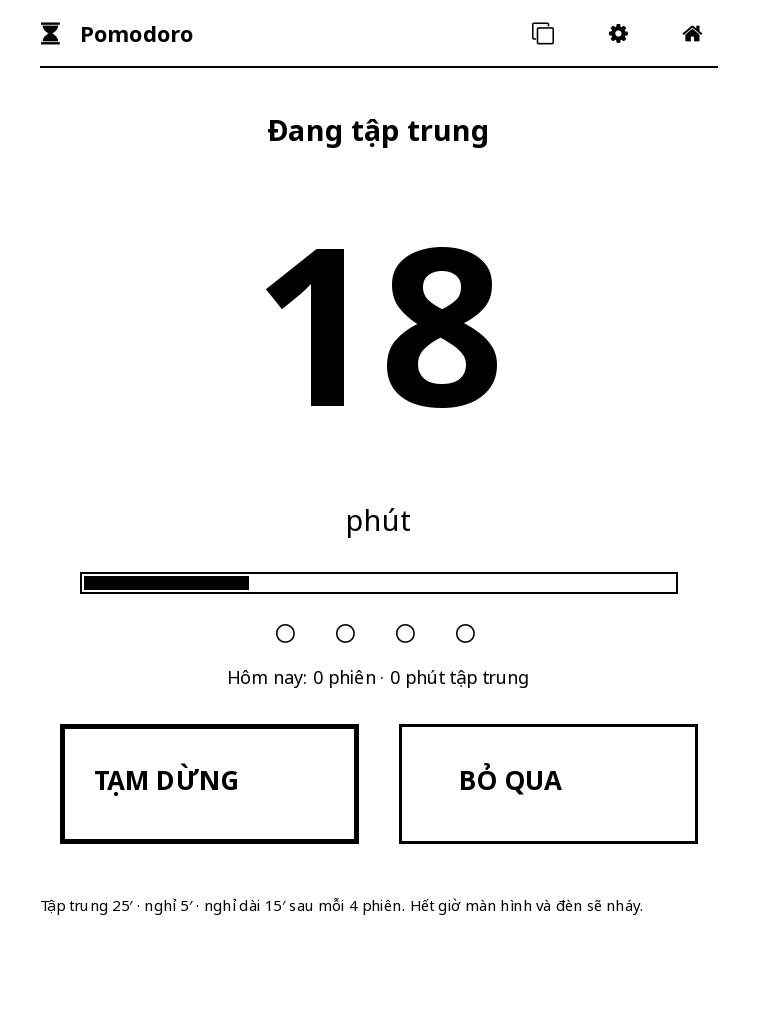 Pomodoro
Đang tập trung
18
phút
Hôm nay: 0 phiên · 0 phút tập trung
TẠM DỪNG
BỎ QUA
Tập trung 25′ · nghỉ 5′ · nghỉ dài 15′ sau mỗi 4 phiên. Hết giờ màn hình và đèn sẽ nháy.